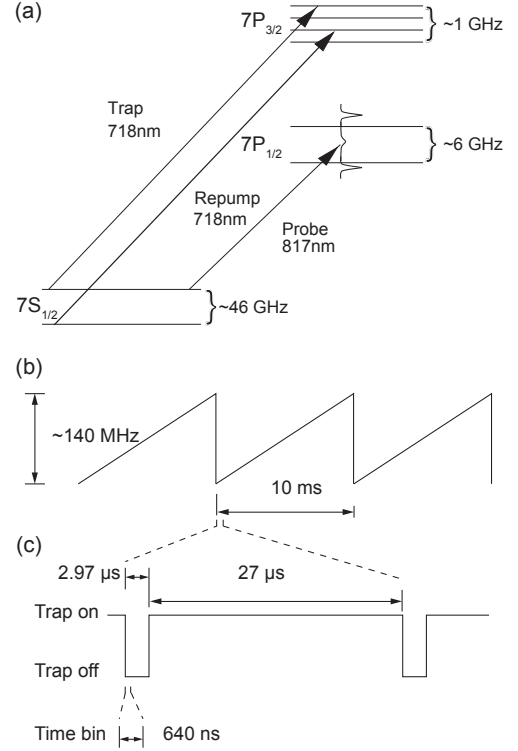 (a)
7P3/2
~1 GHz
Trap
718nm
7P1/2
~6 GHz
Repump
718nm
Probe
817nm
7S1/2
~46 GHz
(b)
~140 MHz
10 ms
(c)
2.97 μs
27 μs
Trap on
Trap off
Time bin
640 ns